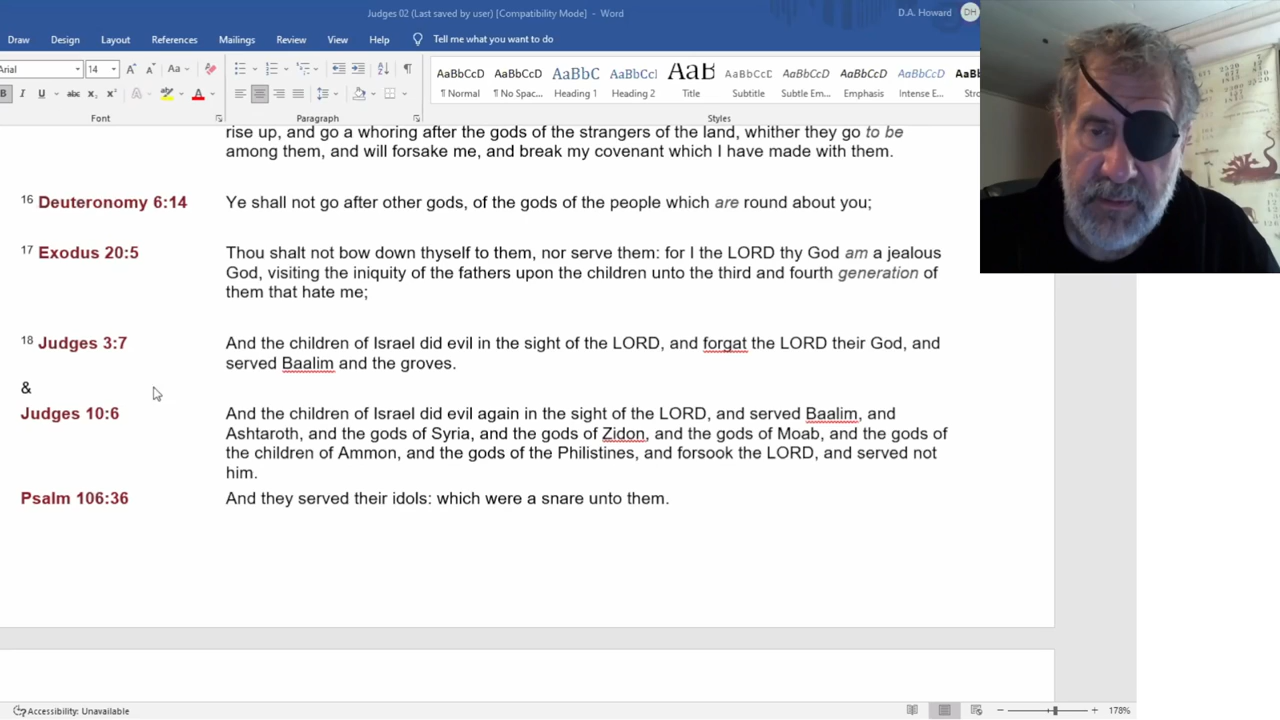 Judges 02 (Last saved by user) [Compatibility Mode] - Word
D.A. Howard DH
Draw Design Layout References Mailings Review View Help Tell me what you want to do
Arial 14 Aa
AaBbCcD AaBbCcD AaBbC AaBbCc AaB AaBbCcD AaBbCcD AaBbCcD AaBbCcD AaBb
I U abc x₂ x² A A
¶ Normal ¶ No Spac... Heading 1 Heading 2 Title Subtitle Subtle Em... Emphasis Intense E... Stro
Font Paragraph Styles
rise up, and go a whoring after the gods of the strangers of the land, whither they go to be
among them, and will forsake me, and break my covenant which I have made with them.
16 Deuteronomy 6:14 Ye shall not go after other gods, of the gods of the people which are round about you;
17 Exodus 20:5 Thou shalt not bow down thyself to them, nor serve them: for I the LORD thy God am a jealous
God, visiting the iniquity of the fathers upon the children unto the third and fourth generation of
them that hate me;
18 Judges 3:7 And the children of Israel did evil in the sight of the LORD, and forgat the LORD their God, and
served Baalim and the groves.
&
Judges 10:6 And the children of Israel did evil again in the sight of the LORD, and served Baalim, and
Ashtaroth, and the gods of Syria, and the gods of Zidon, and the gods of Moab, and the gods of
the children of Ammon, and the gods of the Philistines, and forsook the LORD, and served not
him.
Psalm 106:36 And they served their idols: which were a snare unto them.
Accessibility: Unavailable
178%